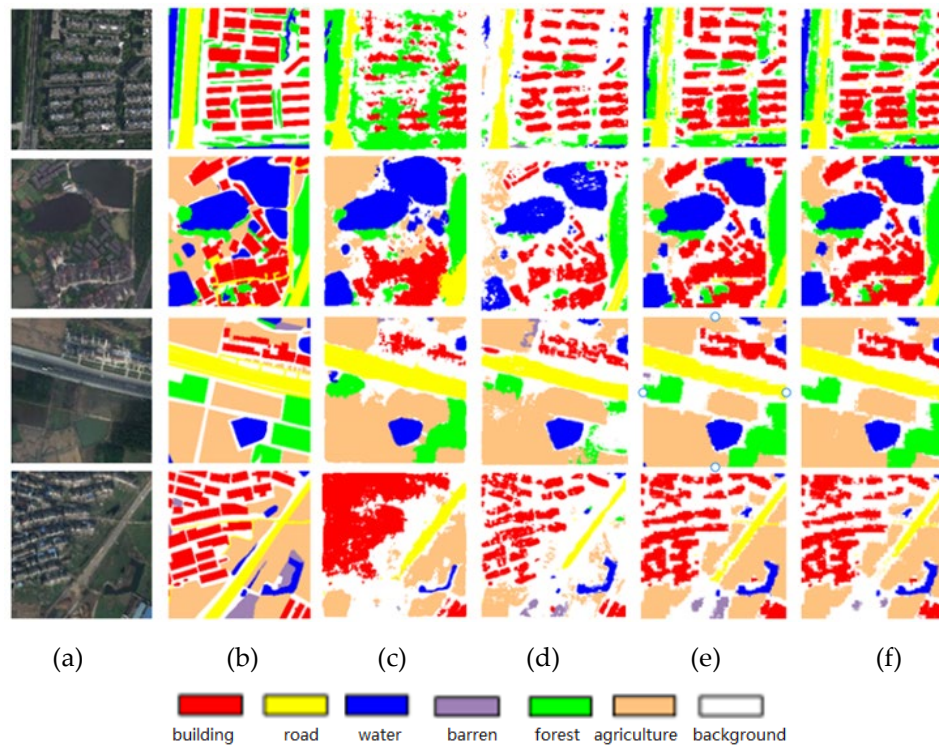 (a) (b) (c) (d) (e) (f)
building road water barren forest agriculture background